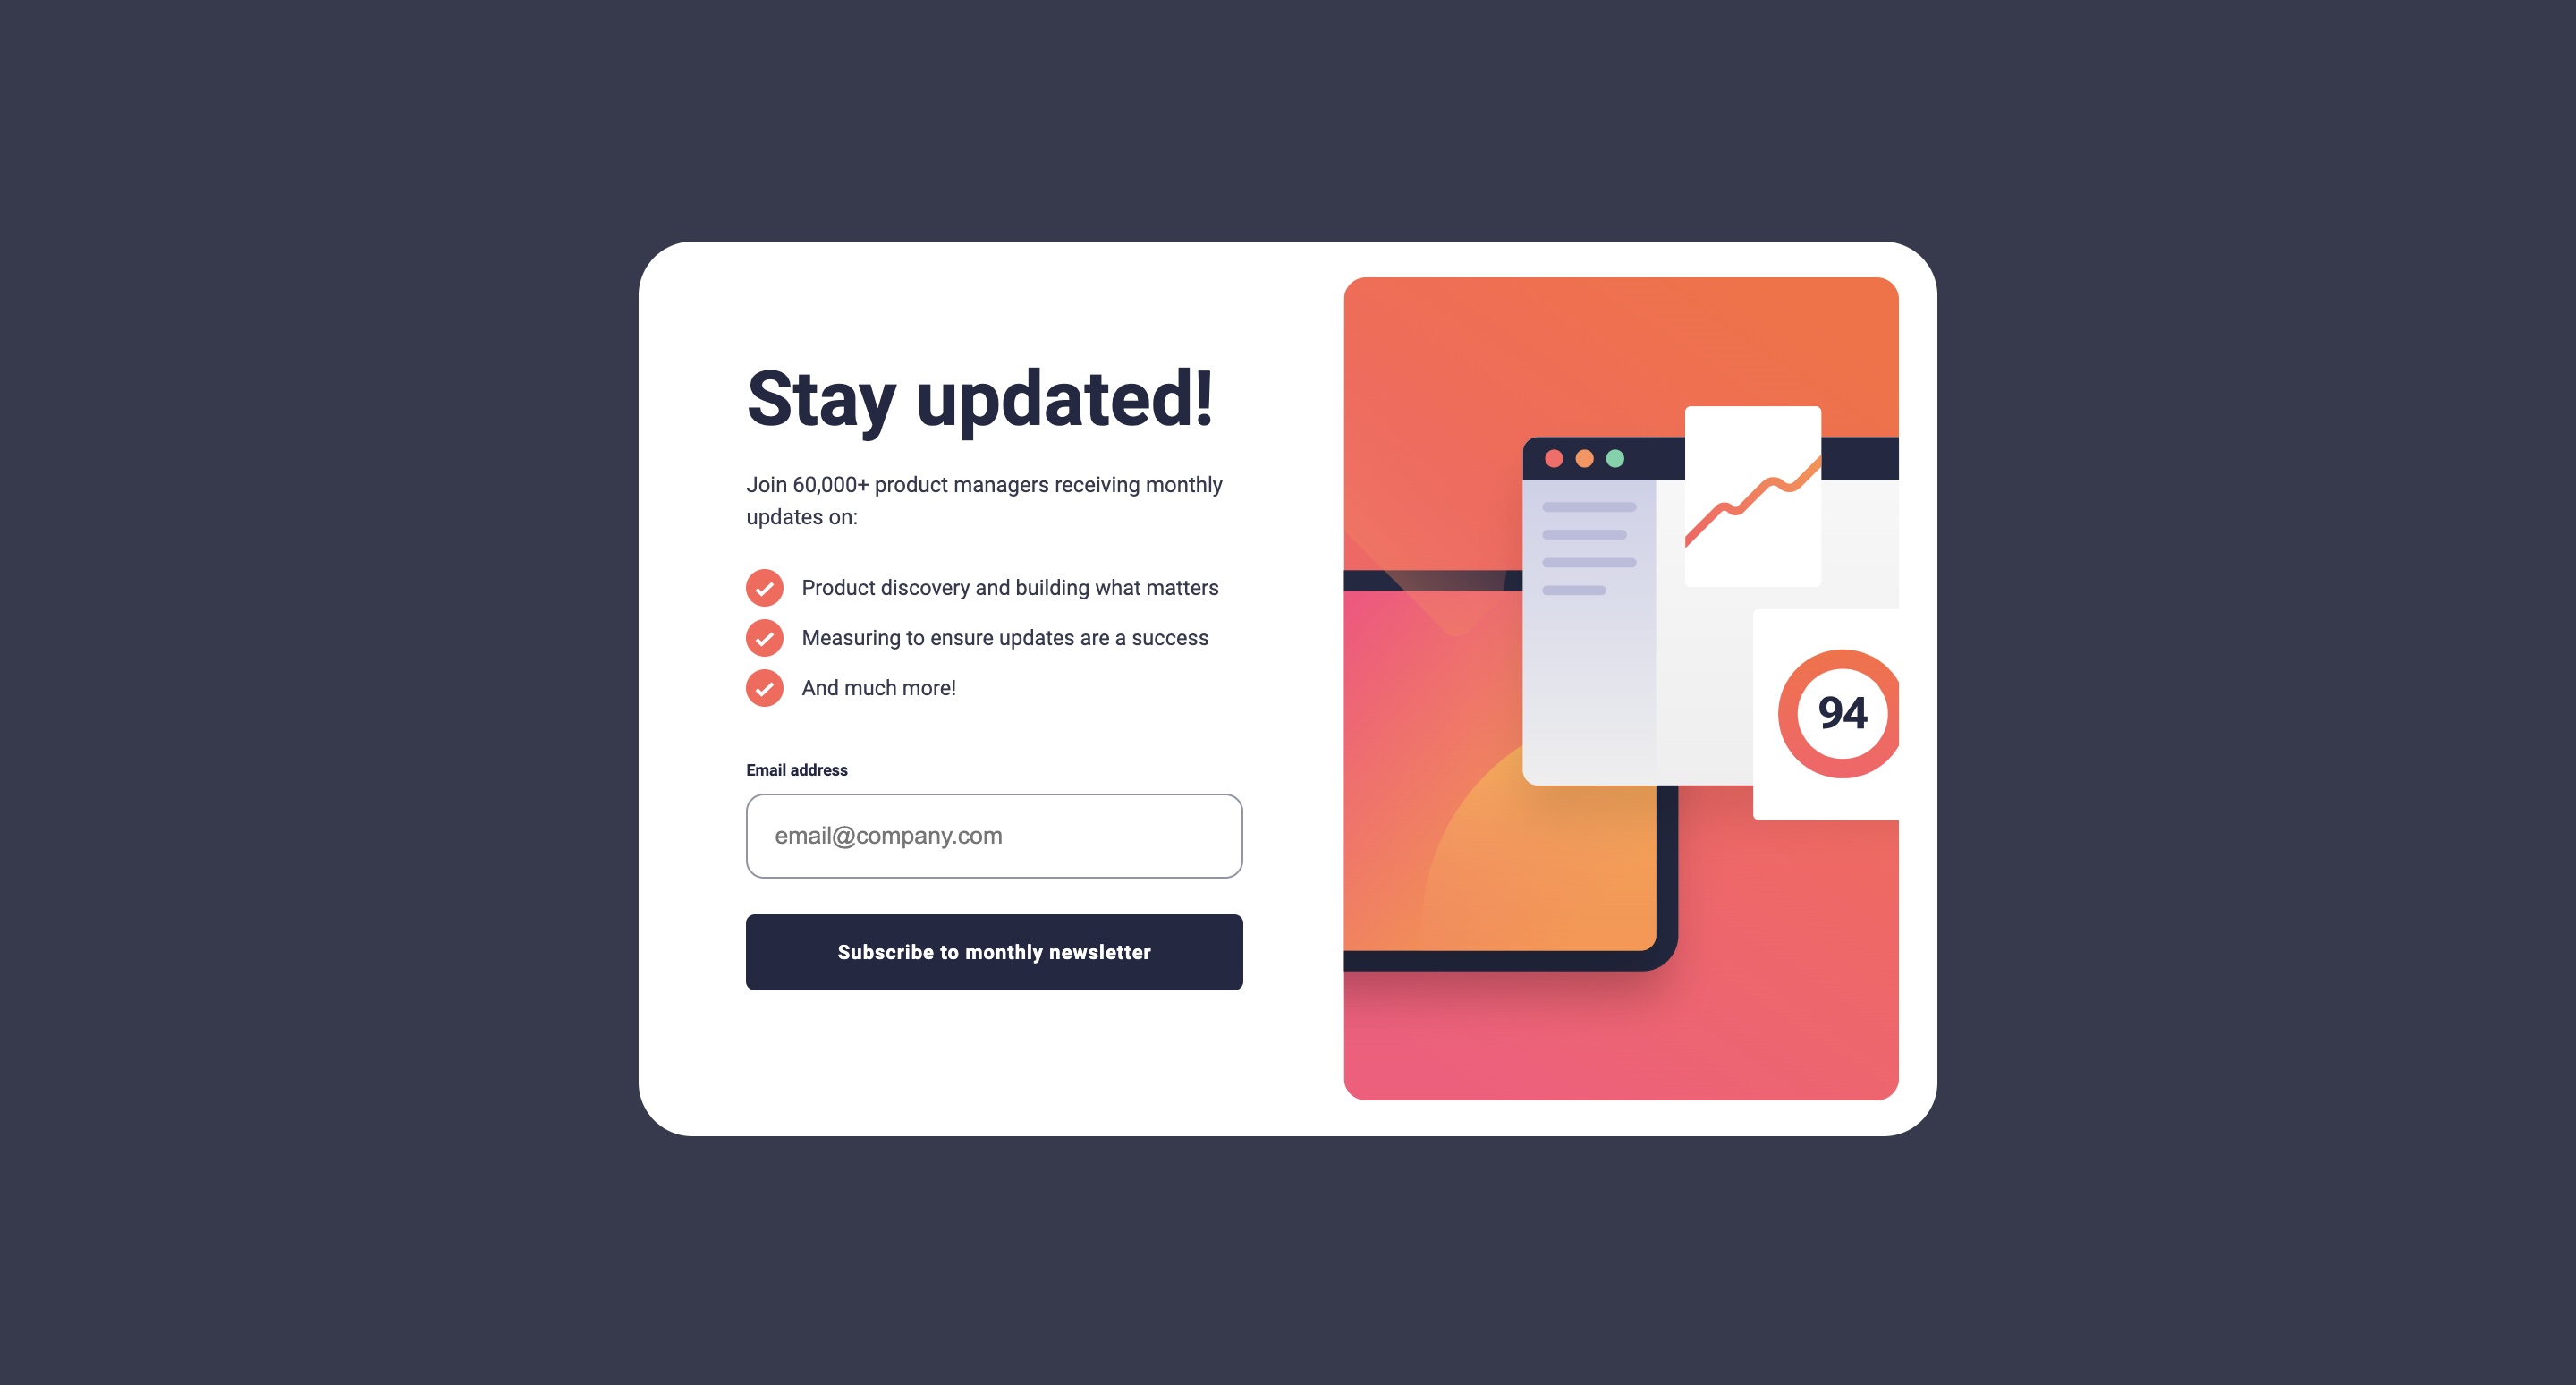 Stay updated!
Join 60,000+ product managers receiving monthly
updates on:
Product discovery and building what matters
Measuring to ensure updates are a success
And much more!
Email address
email@company.com
Subscribe to monthly newsletter
94